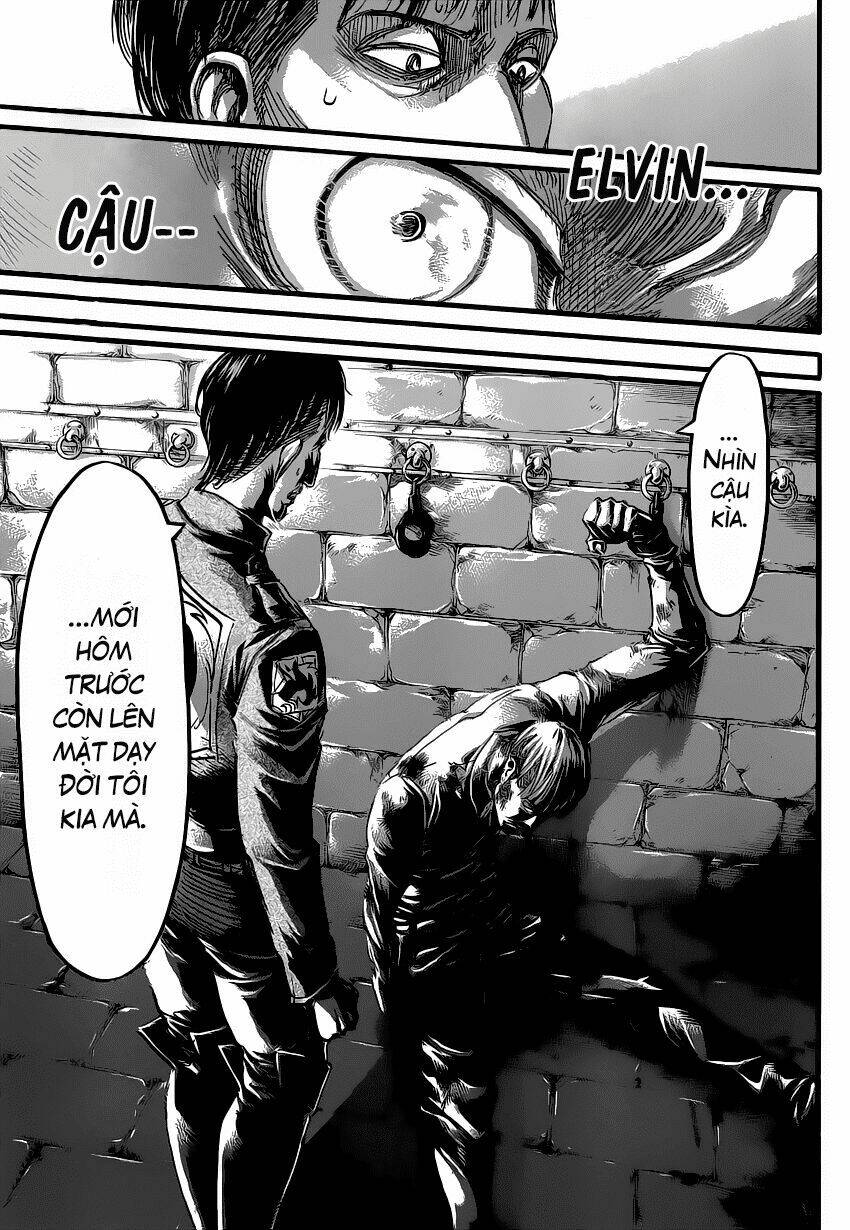 ELVIN...
CẬU--
...
NHÌN
CẬU
KÌA.
...MỚI
HÔM
TRƯỚC
CÒN LÊN
MẶT DẠY
ĐỜI TÔI
KIA MÀ.